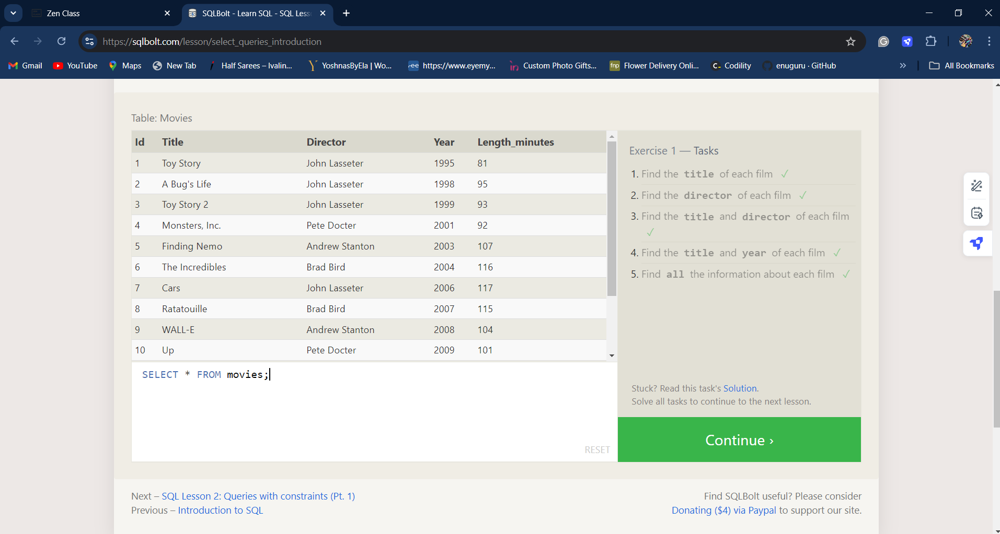 Zen Class
SQLBolt - Learn SQL - SQL Less
https://sqlbolt.com/lesson/select_queries_introduction
Gmail
YouTube
Maps
New Tab
Half Sarees – Ivalin...
YoshnasByEla | Wo...
https://www.eyemy...
Custom Photo Gifts...
Flower Delivery Onli...
Codility
enuguru · GitHub
All Bookmarks
Table: Movies
Id Title Director Year Length_minutes
1 Toy Story John Lasseter 1995 81
2 A Bug's Life John Lasseter 1998 95
3 Toy Story 2 John Lasseter 1999 93
4 Monsters, Inc. Pete Docter 2001 92
5 Finding Nemo Andrew Stanton 2003 107
6 The Incredibles Brad Bird 2004 116
7 Cars John Lasseter 2006 117
8 Ratatouille Brad Bird 2007 115
9 WALL-E Andrew Stanton 2008 104
10 Up Pete Docter 2009 101
SELECT * FROM movies;
RESET
Exercise 1 — Tasks
1. Find the title of each film ✓
2. Find the director of each film ✓
3. Find the title and director of each film
✓
4. Find the title and year of each film ✓
5. Find all the information about each film ✓
Stuck? Read this task's Solution.
Solve all tasks to continue to the next lesson.
Continue ›
Next – SQL Lesson 2: Queries with constraints (Pt. 1)
Previous – Introduction to SQL
Find SQLBolt useful? Please consider
Donating ($4) via Paypal to support our site.